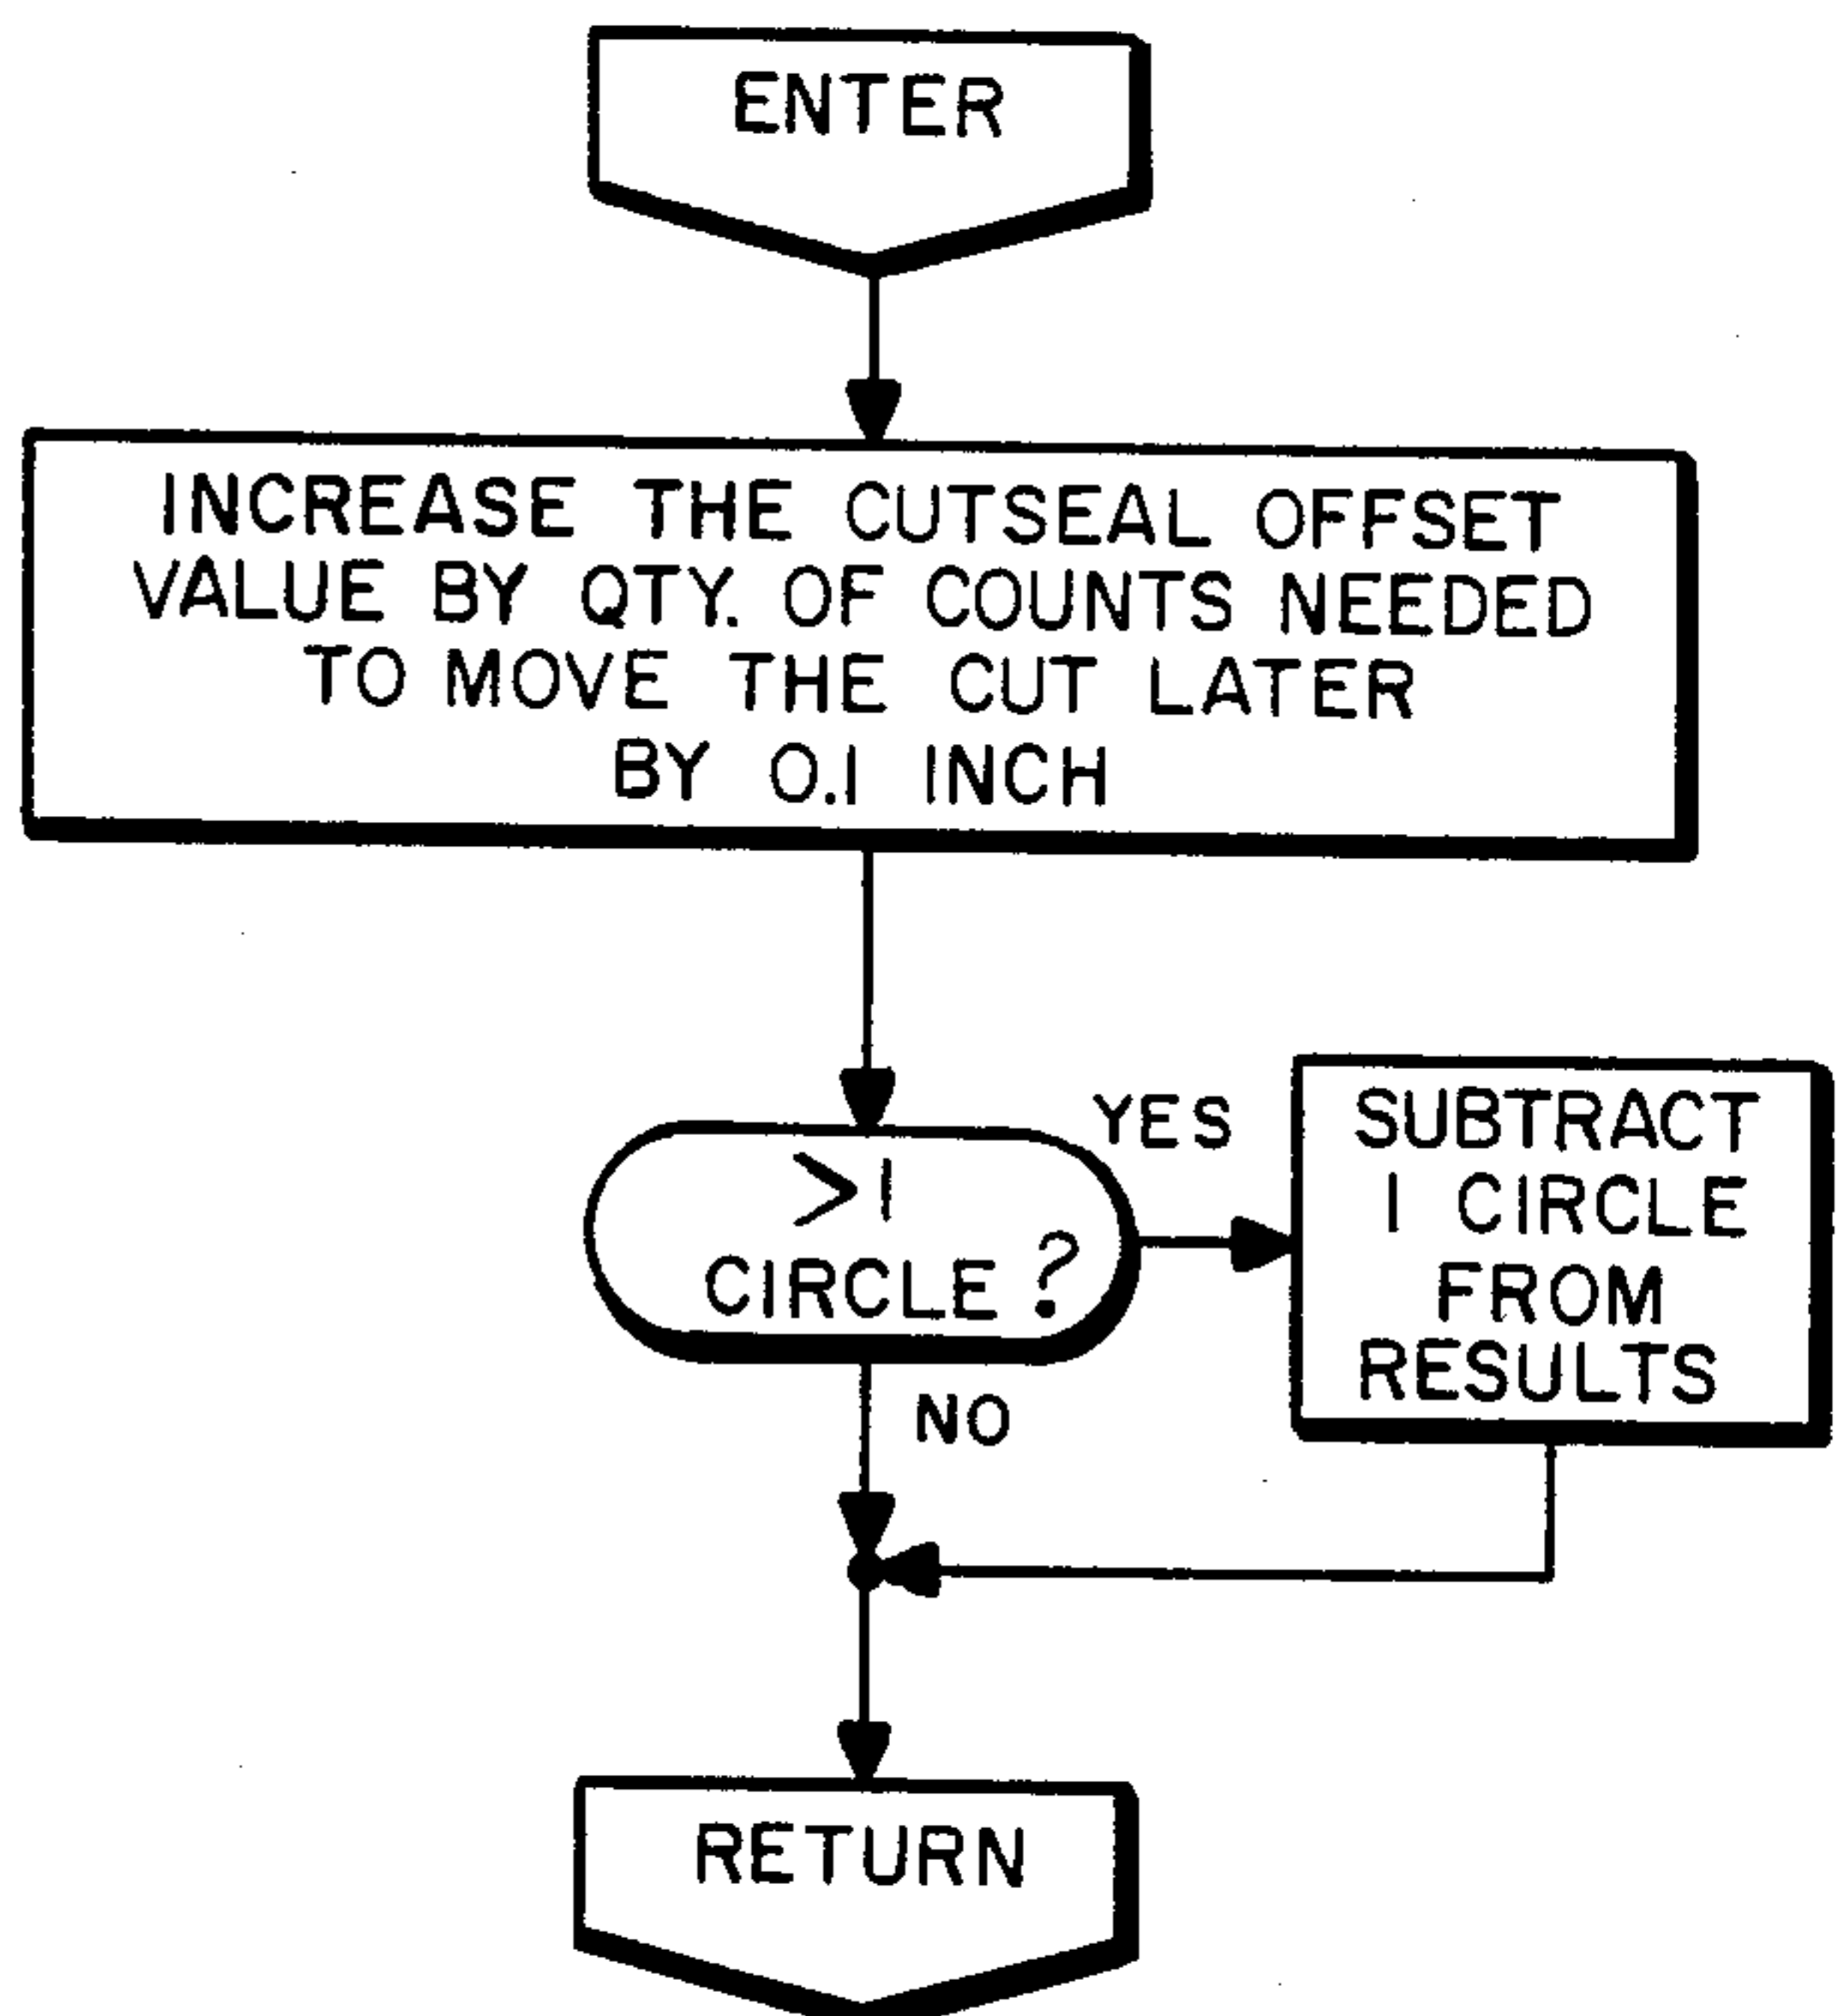 ENTER
INCREASE THE CUTSEAL OFFSET
VALUE BY QTY. OF COUNTS NEEDED
TO MOVE THE CUT LATER
BY 0.1 INCH
>1
CIRCLE ?
YES
SUBTRACT
1 CIRCLE
FROM
RESULTS
NO
RETURN